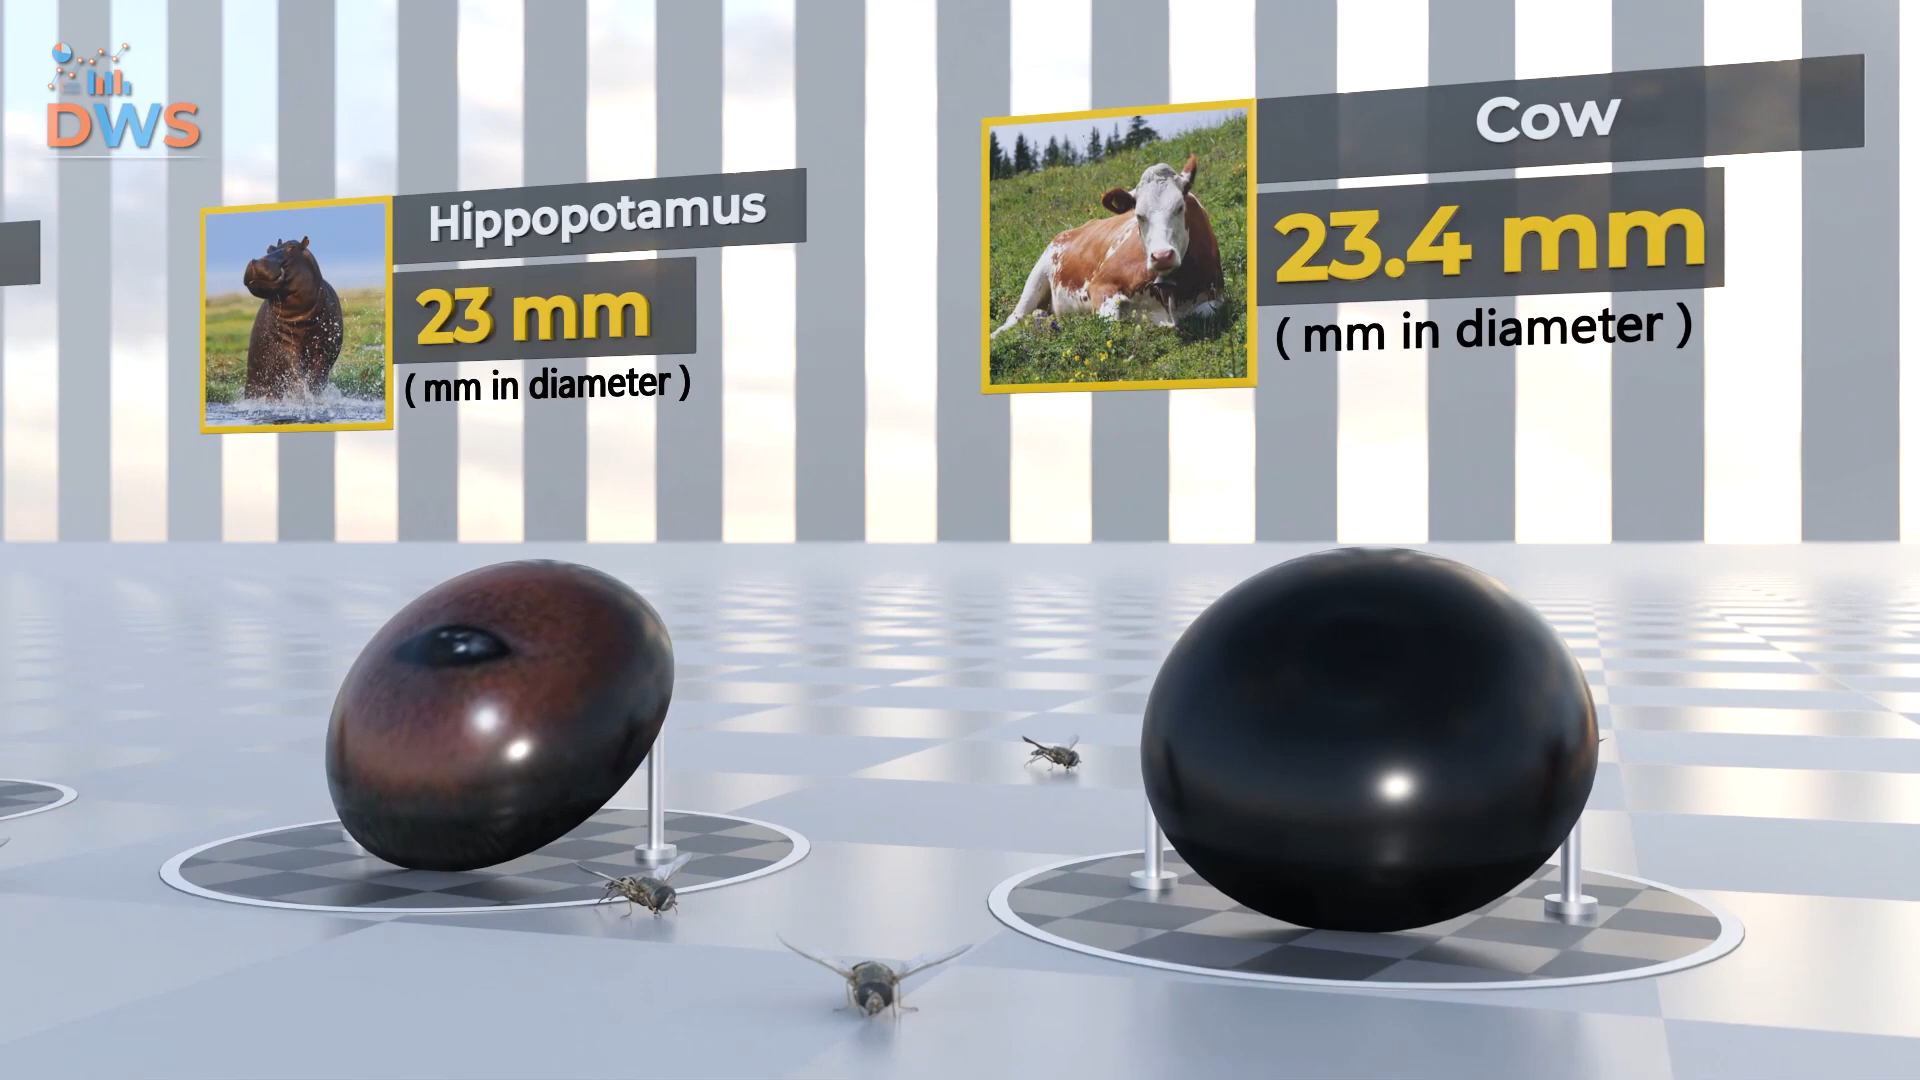 DWS
Hippopotamus
23 mm
( mm in diameter )
Cow
23.4 mm
( mm in diameter )